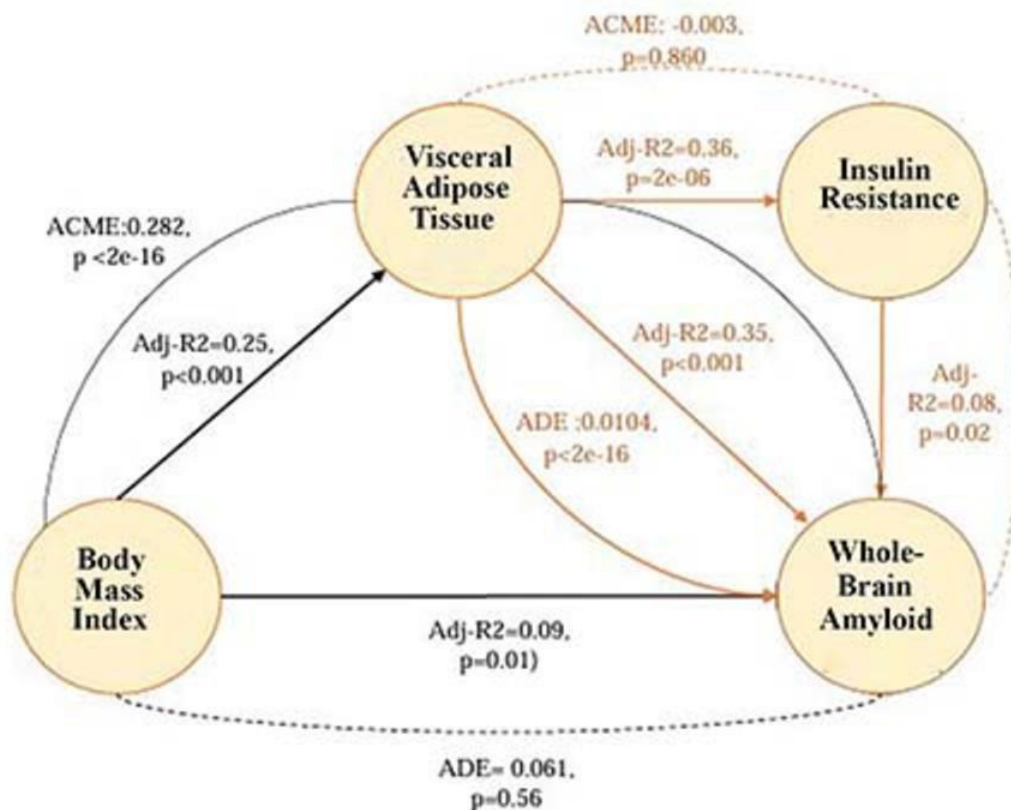 ACME: -0.003,
p=0.860
Visceral
Adipose
Tissue
Adj-R2=0.36,
p=2e-06
Insulin
Resistance
ACME:0.282,
p <2e-16
Adj-R2=0.25,
p<0.001
Adj-R2=0.35,
p<0.001
Adj-
R2=0.08,
p=0.02
ADE :0.0104,
p<2e-16
Body
Mass
Index
Whole-
Brain
Amyloid
Adj-R2=0.09,
p=0.01)
ADE= 0.061,
p=0.56